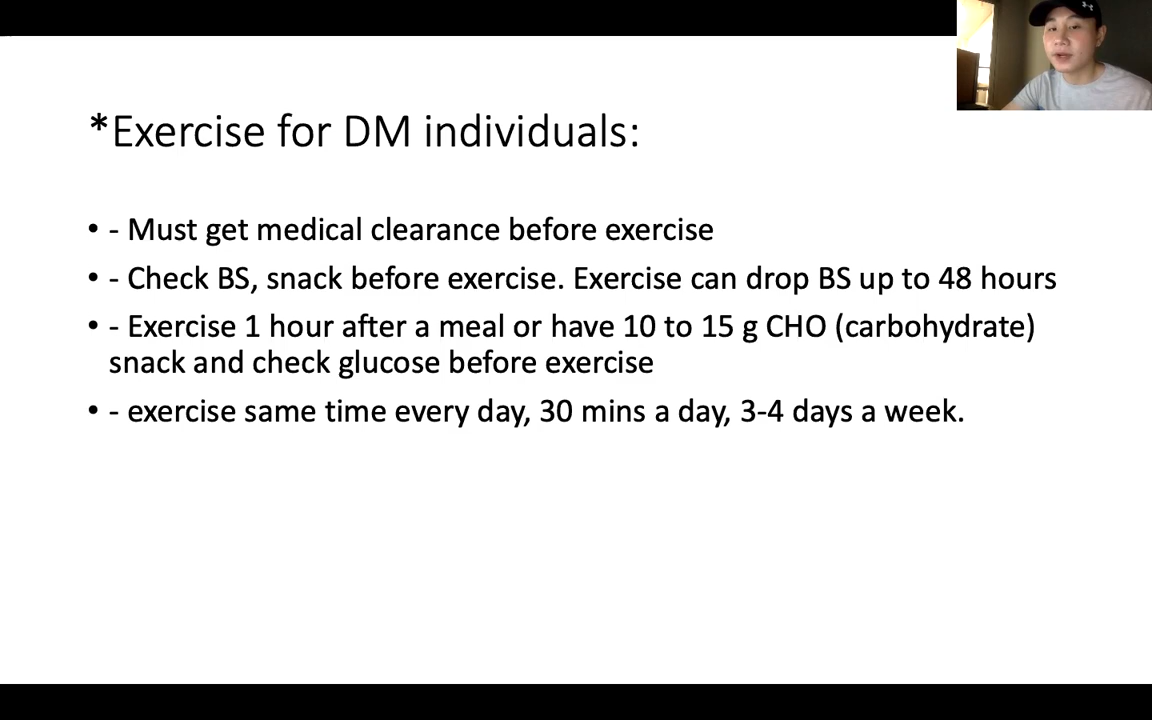 *Exercise for DM individuals:
• - Must get medical clearance before exercise
• - Check BS, snack before exercise. Exercise can drop BS up to 48 hours
• - Exercise 1 hour after a meal or have 10 to 15 g CHO (carbohydrate)
snack and check glucose before exercise
• - exercise same time every day, 30 mins a day, 3-4 days a week.